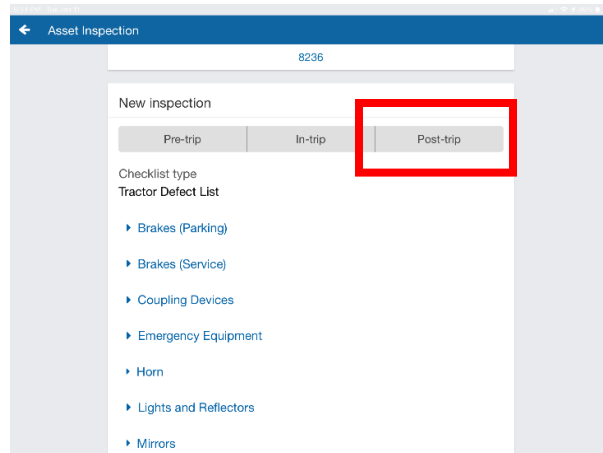 Asset Inspection
8236
New inspection
Pre-trip In-trip Post-trip
Checklist type
Tractor Defect List
Brakes (Parking)
Brakes (Service)
Coupling Devices
Emergency Equipment
Horn
Lights and Reflectors
Mirrors